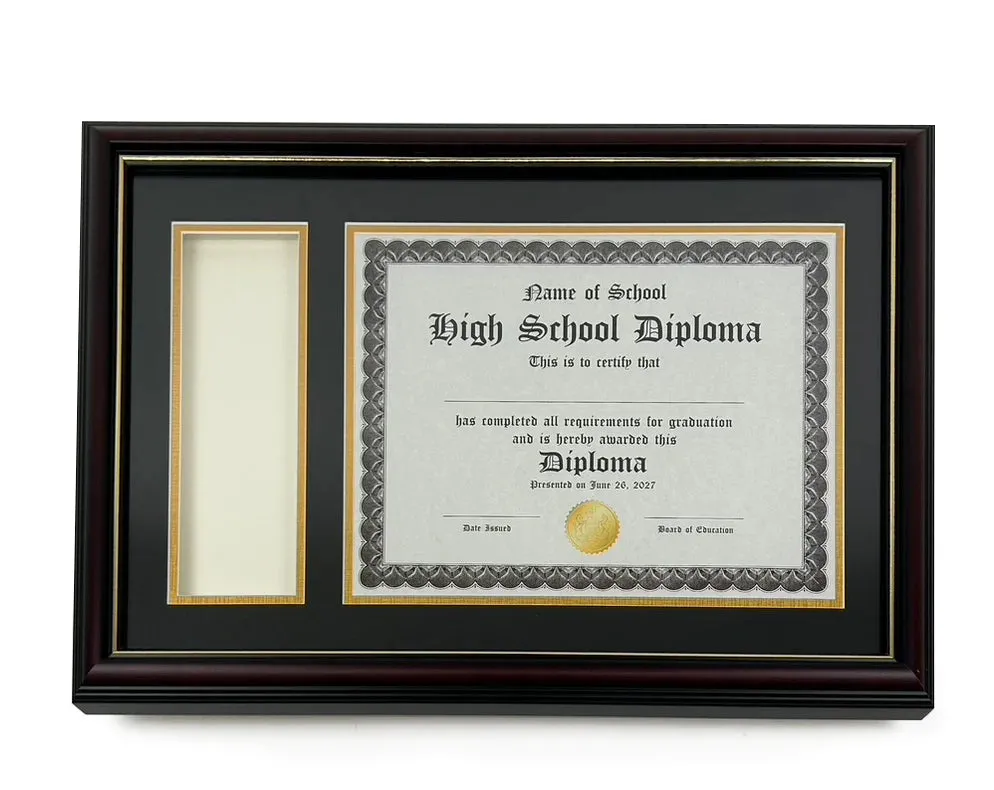 Name of School
High School Diploma
This is to certify that
has completed all requirements for graduation
and is hereby awarded this
Diploma
Presented on June 26, 2027
Date Issued
Board of Education